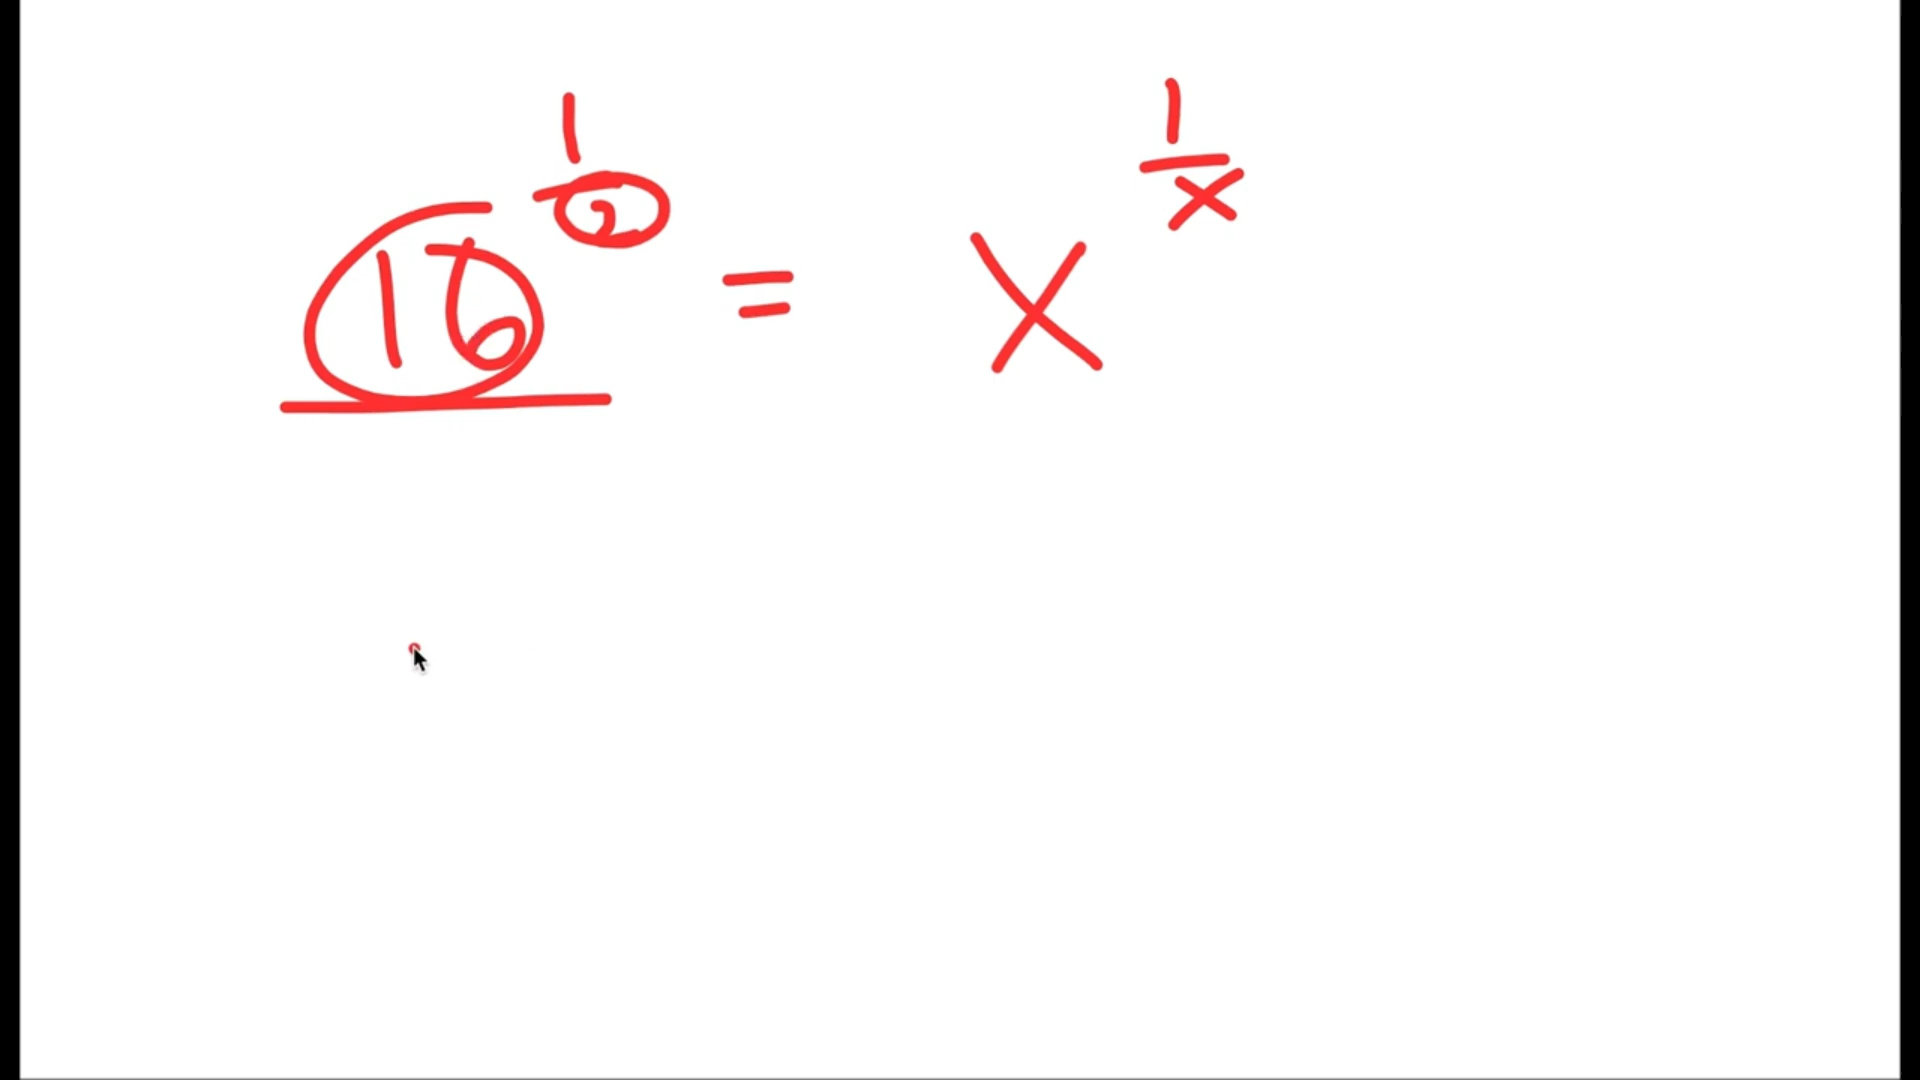 16^{1/2} = x^{1/x}